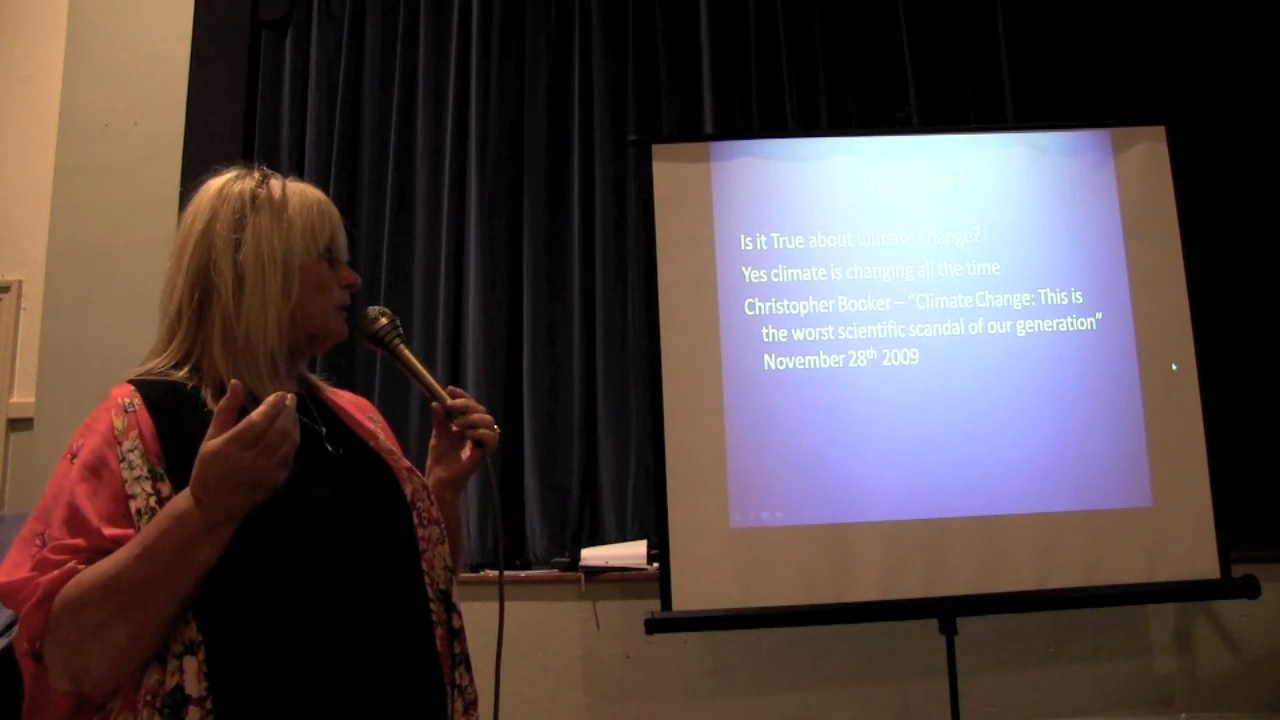 Is it True about Climate Change?
Yes climate is changing all the time
Christopher Booker – "Climate Change: This is
the worst scientific scandal of our generation"
November 28th 2009